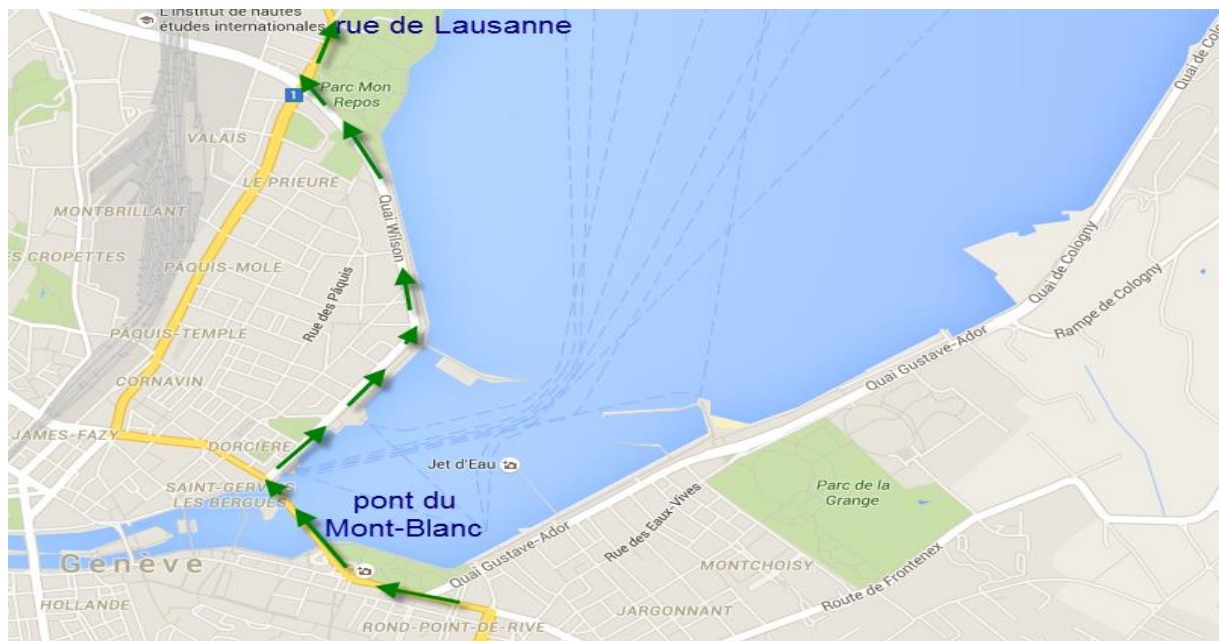 L'Institut de hautes
études internationales
rue de Lausanne
Parc Mon
Repos
1
VALAIS
LE PRIEURÉ
MONTBRILLANT
Quai Wilson
ES CROPETTES
PÂQUIS-MOLE
Rue des Pâquis
PÂQUIS-TEMPLE
CORNAVIN
JAMES-FAZY
DORCIÈRE
SAINT-GERVAIS
LES BERGUES
Jet d'Eau
pont du
Mont-Blanc
Genève
HOLLANDE
ROND-POINT-DE-RIVE
Quai Gustave-Ador
Rue des Eaux-Vives
MONTCHOISY
JARGONNANT
Parc de la
Grange
Route de Frontenex
Quai Gustave-Ador
Rampe de Cologny
Quai de Cologny
Quai de Colo